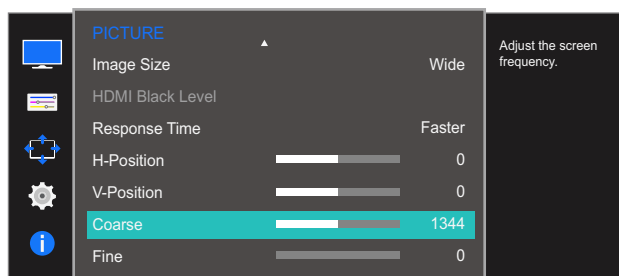 PICTURE
Image Size Wide
HDMI Black Level
Response Time Faster
H-Position 0
V-Position 0
Coarse 1344
Fine 0
Adjust the screen
frequency.